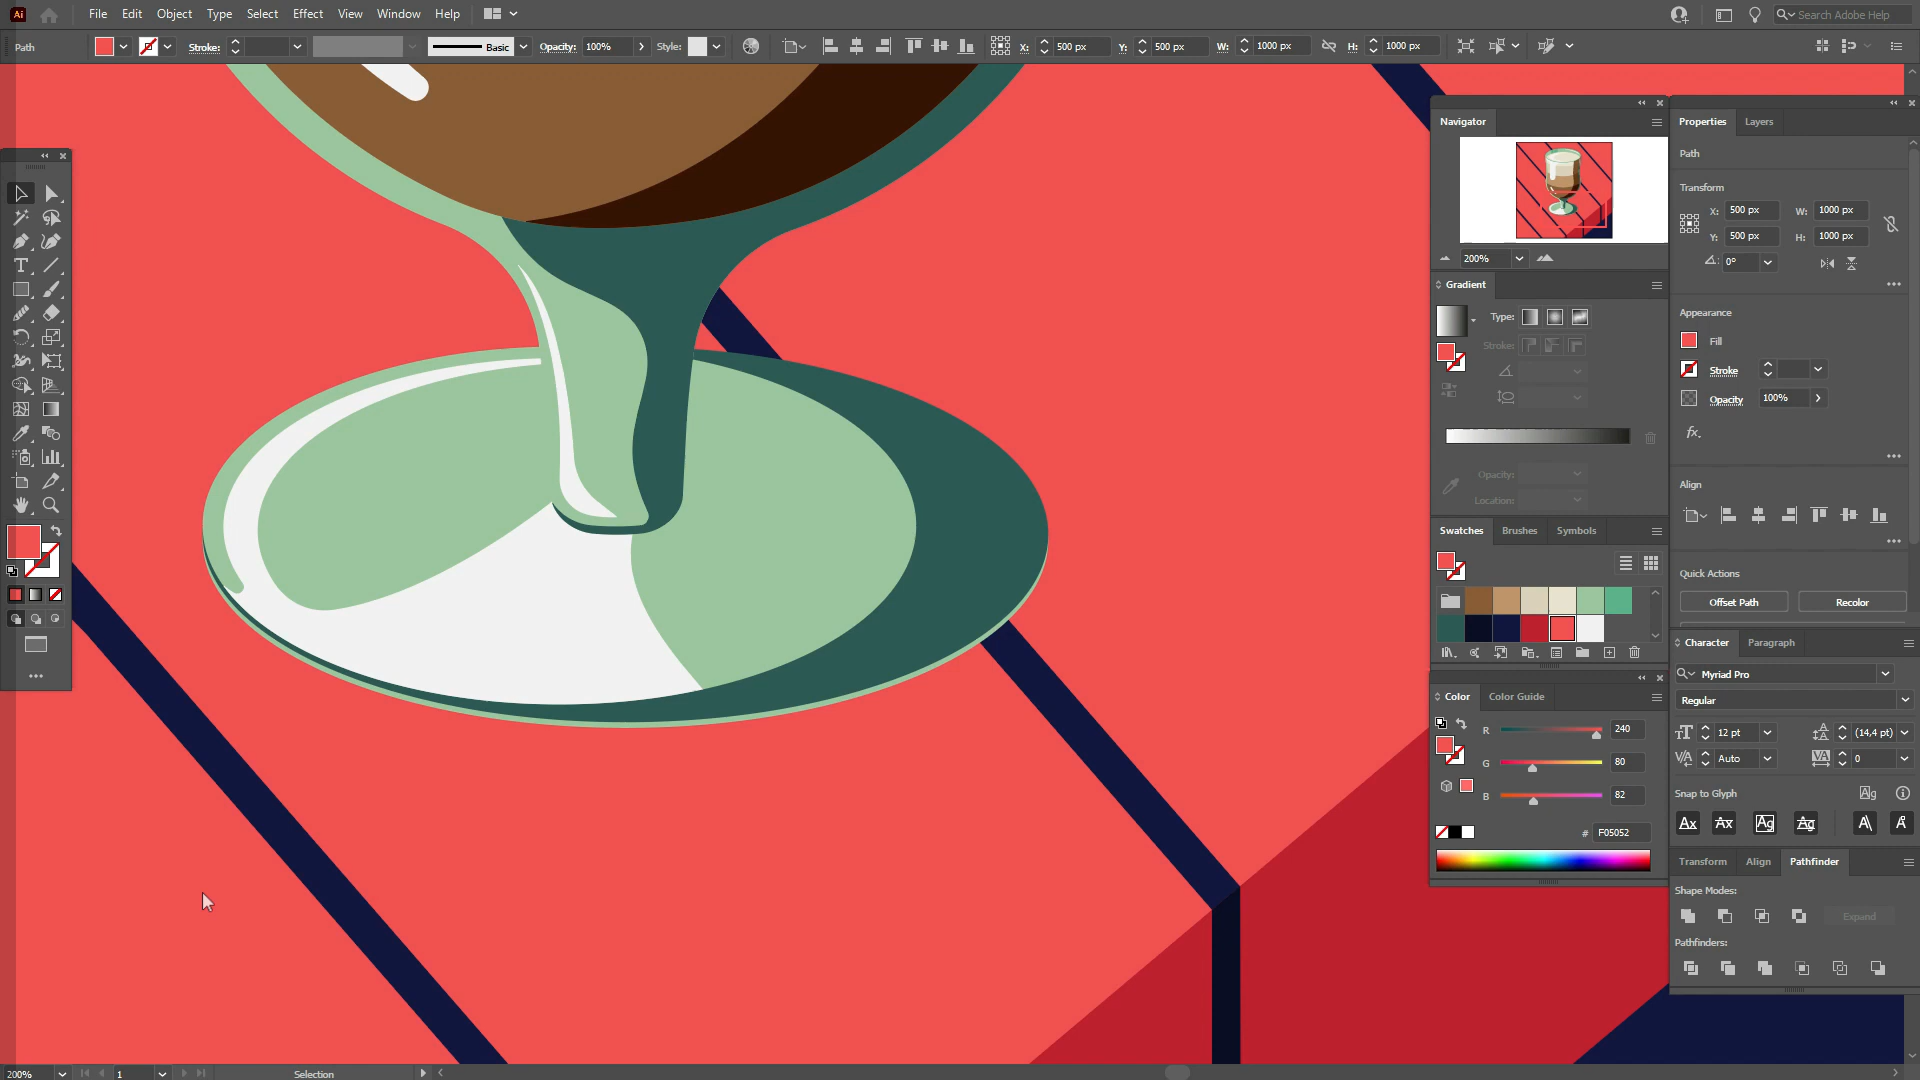 Ai File Edit Object Type Select Effect View Window Help Search Adobe Help
Path Stroke: Basic Opacity: 100% Style: X: 500 px Y: 500 px W: 1000 px H: 1000 px
Navigator
200%
Gradient
Type:
Stroke:
Opacity:
Location:
Swatches Brushes Symbols
Color Color Guide
R 240
G 80
B 82
# F05052
Properties Layers
Path
Transform
X: 500 px W: 1000 px
Y: 500 px H: 1000 px
0°
Appearance
Fill
Stroke
Opacity 100%
fx.
Align
Quick Actions
Offset Path Recolor
Character Paragraph
Myriad Pro
Regular
12 pt (14,4 pt)
Auto 0
Snap to Glyph
Transform Align Pathfinder
Shape Modes:
Expand
Pathfinders:
200% 1 Selection